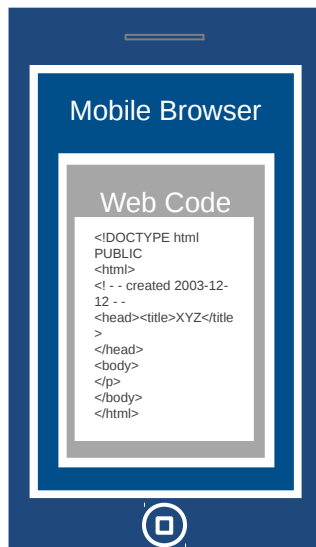 Mobile Browser
Web Code
<!DOCTYPE html
PUBLIC
<html>
<! - - created 2003-12-
12 - -
<head><title>XYZ</title
>
</head>
<body>
</p>
</body>
</html>